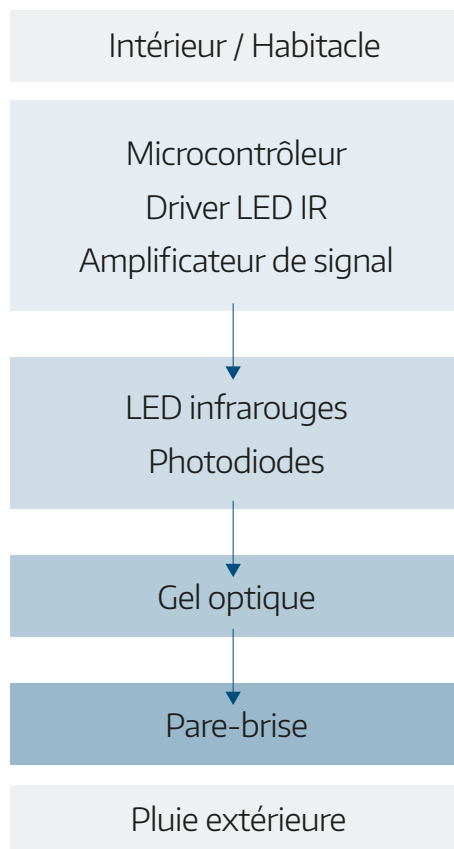 Intérieur / Habitacle
Microcontrôleur
Driver LED IR
Amplificateur de signal
LED infrarouges
Photodiodes
Gel optique
Pare-brise
Pluie extérieure